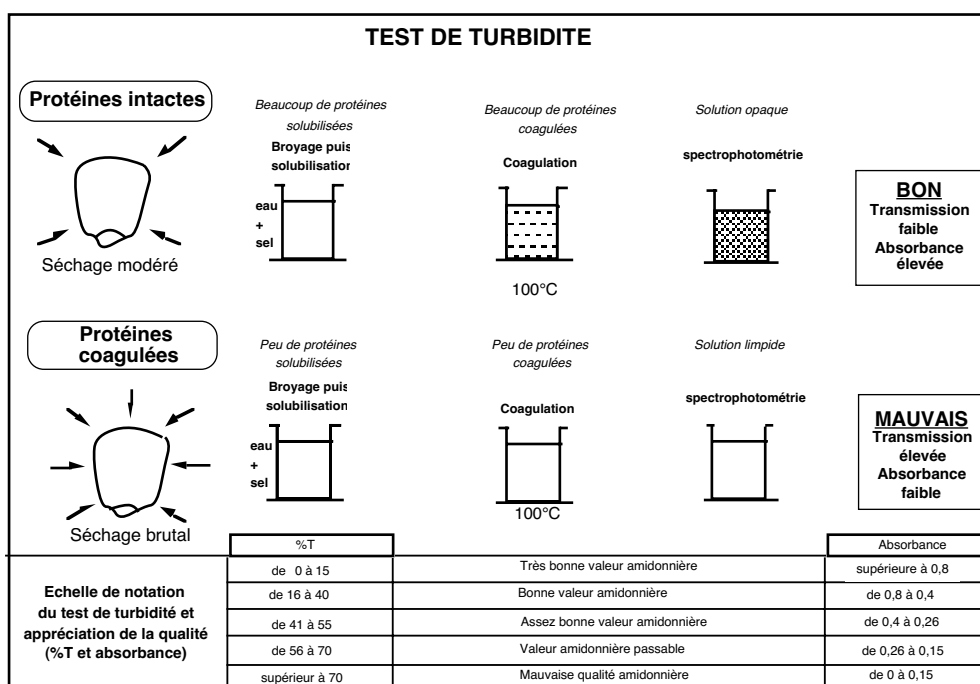 TEST DE TURBIDITE
Protéines intactes
Séchage modéré
Beaucoup de protéines
solubilisées
Broyage puis
solubilisation
eau
+
sel
Beaucoup de protéines
coagulées
Coagulation
100°C
Solution opaque
spectrophotométrie
BON
Transmission
faible
Absorbance
élevée
Protéines
coagulées
Séchage brutal
Peu de protéines
solubilisées
Broyage puis
solubilisation
eau
+
sel
Peu de protéines
coagulées
Coagulation
100°C
Solution limpide
spectrophotométrie
MAUVAIS
Transmission
élevée
Absorbance
faible
%T Absorbance
Echelle de notation
du test de turbidité et
appréciation de la qualité
(%T et absorbance)
de 0 à 15 Très bonne valeur amidonnière supérieure à 0,8
de 16 à 40 Bonne valeur amidonnière de 0,8 à 0,4
de 41 à 55 Assez bonne valeur amidonnière de 0,4 à 0,26
de 56 à 70 Valeur amidonnière passable de 0,26 à 0,15
supérieur à 70 Mauvaise qualité amidonnière de 0 à 0,15